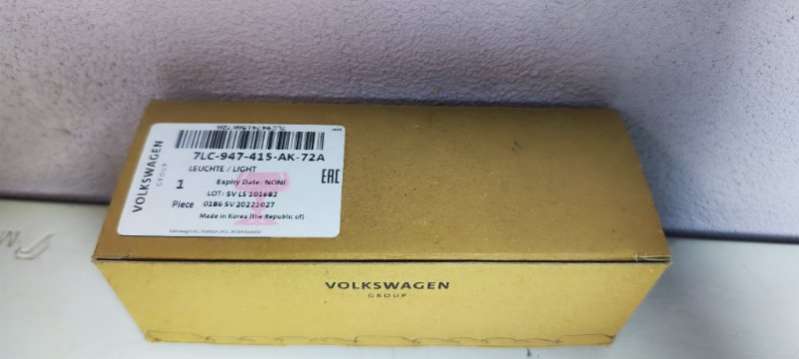 VOLKSWAGEN
GROUP
7LC-947-415-AK-72A
LEUCHTE / LIGHT
EAC
1
Expiry Date: NONE
LOT: SV LS 101682
Piece
0186 SV 20221027
Made in Korea (the Republic of)
VOLKSWAGEN
GROUP